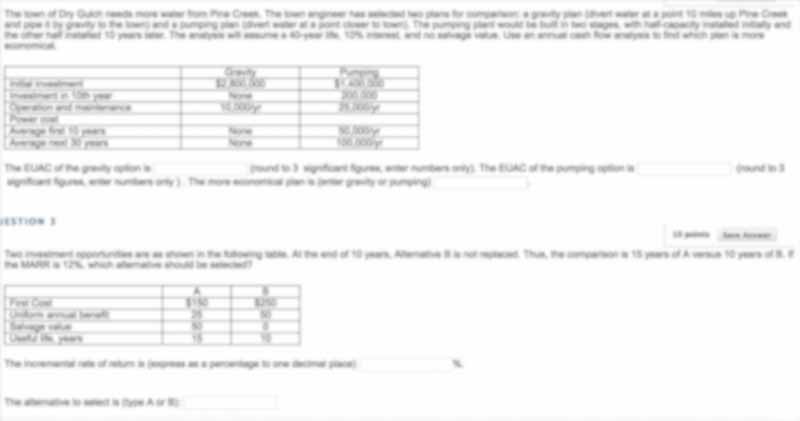 The town of Dry Gulch needs more water from Pine Creek. The town engineer has selected two plans for comparison: a gravity plan (divert water at a point 10 miles up Pine Creek
and pipe it by gravity to the town) and a pumping plan (divert water at a point closer to town). The pumping plant would be built in two stages, with half-capacity installed initially and
the other half installed 10 years later. The analysis will assume a 40-year life, 10% interest, and no salvage value. Use an annual cash flow analysis to find which plan is more
economical.
Gravity Pumping
Initial investment $2,800,000 $1,400,000
Investment in 10th year None 200,000
Operation and maintenance 10,000/yr 25,000/yr
Power cost
Average first 10 years None 50,000/yr
Average next 30 years None 100,000/yr
The EUAC of the gravity option is (round to 3 significant figures, enter numbers only). The EUAC of the pumping option is (round to 3
significant figures, enter numbers only ) . The more economical plan is (enter gravity or pumping) .
ESTION 3
10 points Save Answer
Two investment opportunities are as shown in the following table. At the end of 10 years, Alternative B is not replaced. Thus, the comparison is 15 years of A versus 10 years of B. If
the MARR is 12%, which alternative should be selected?
A B
First Cost $150 $250
Uniform annual benefit 25 50
Salvage value 50 0
Useful life, years 15 10
The incremental rate of return is (express as a percentage to one decimal place) %.
The alternative to select is (type A or B):